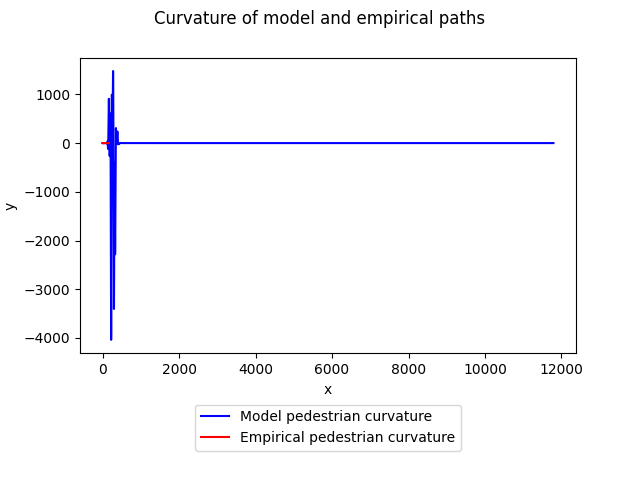 Curvature of model and empirical paths
1000
0
−1000
−2000
−3000
−4000
y
0 2000 4000 6000 8000 10000 12000
x
Model pedestrian curvature
Empirical pedestrian curvature